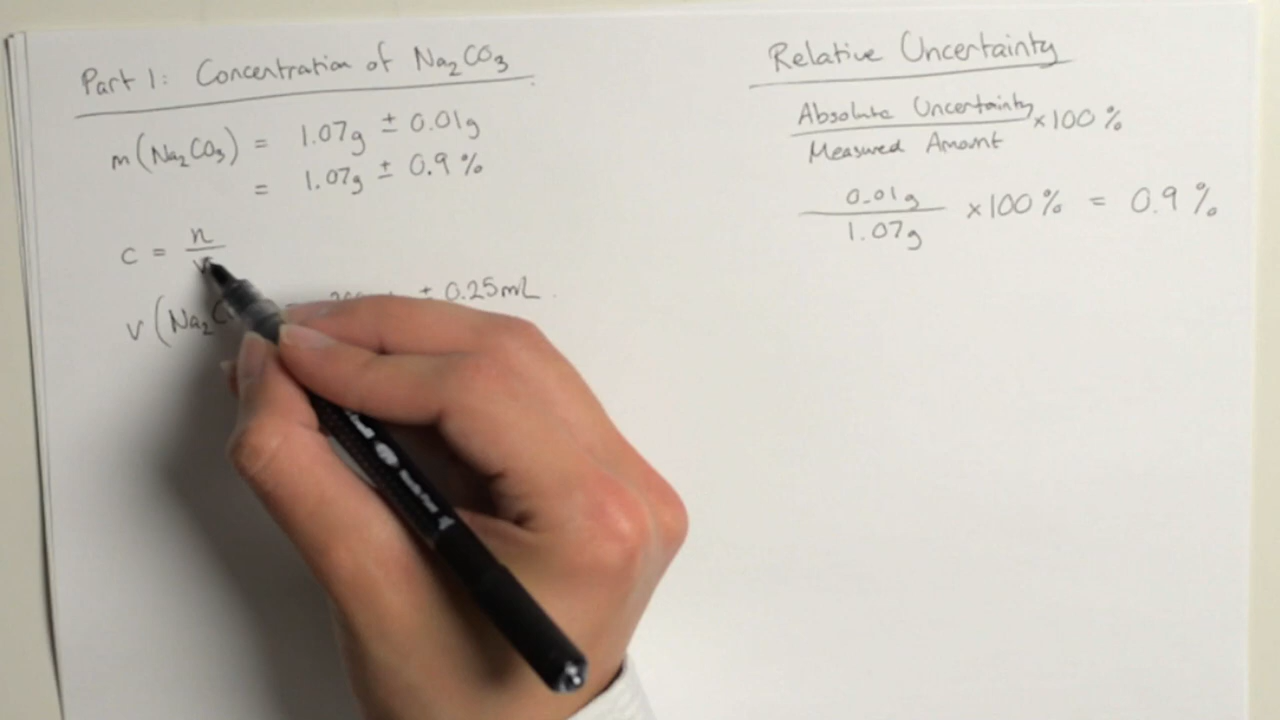 Part 1: Concentration of Na₂CO₃
m(Na₂CO₃) = 1.07g ± 0.01g
= 1.07g ± 0.9%
c = n
v
v(Na₂C ± 0.25mL
Relative Uncertainty
Absolute Uncertainty ×100%
Measured Amount
0.01g ×100% = 0.9%
1.07g